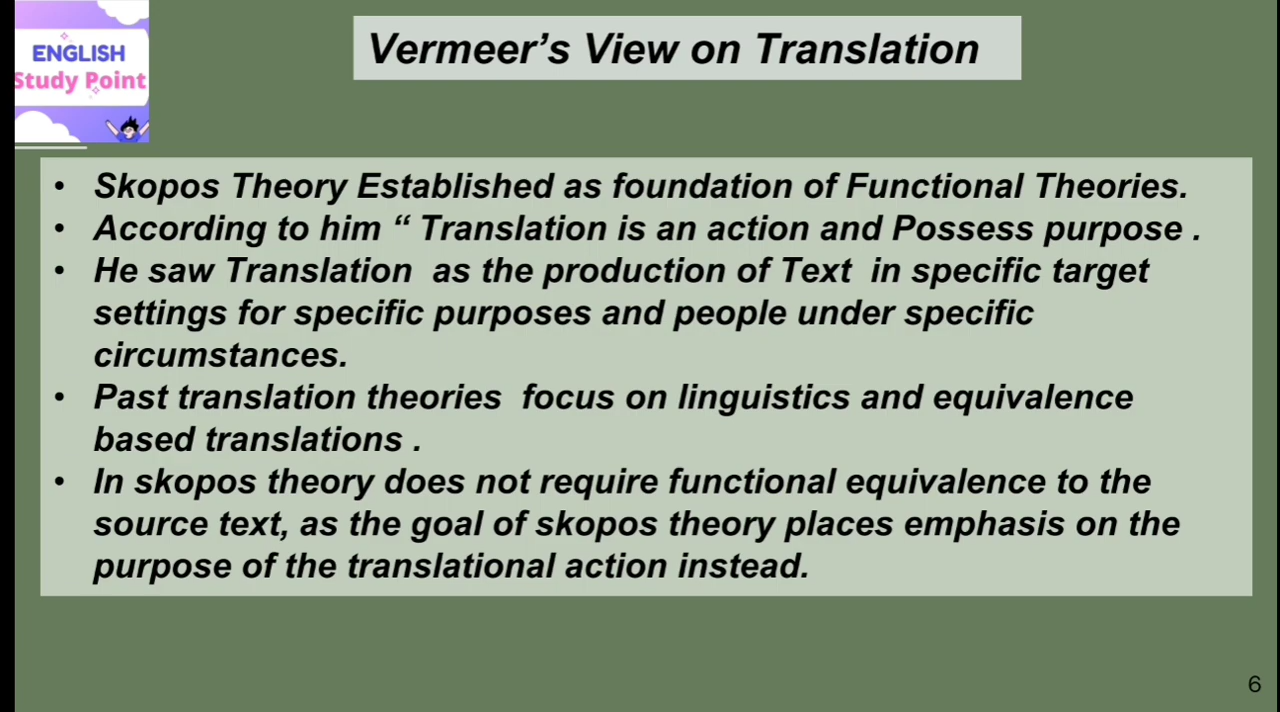 ENGLISH
Study Point
Vermeer’s View on Translation
• Skopos Theory Established as foundation of Functional Theories.
• According to him “ Translation is an action and Possess purpose .
• He saw Translation as the production of Text in specific target
settings for specific purposes and people under specific
circumstances.
• Past translation theories focus on linguistics and equivalence
based translations .
• In skopos theory does not require functional equivalence to the
source text, as the goal of skopos theory places emphasis on the
purpose of the translational action instead.
6